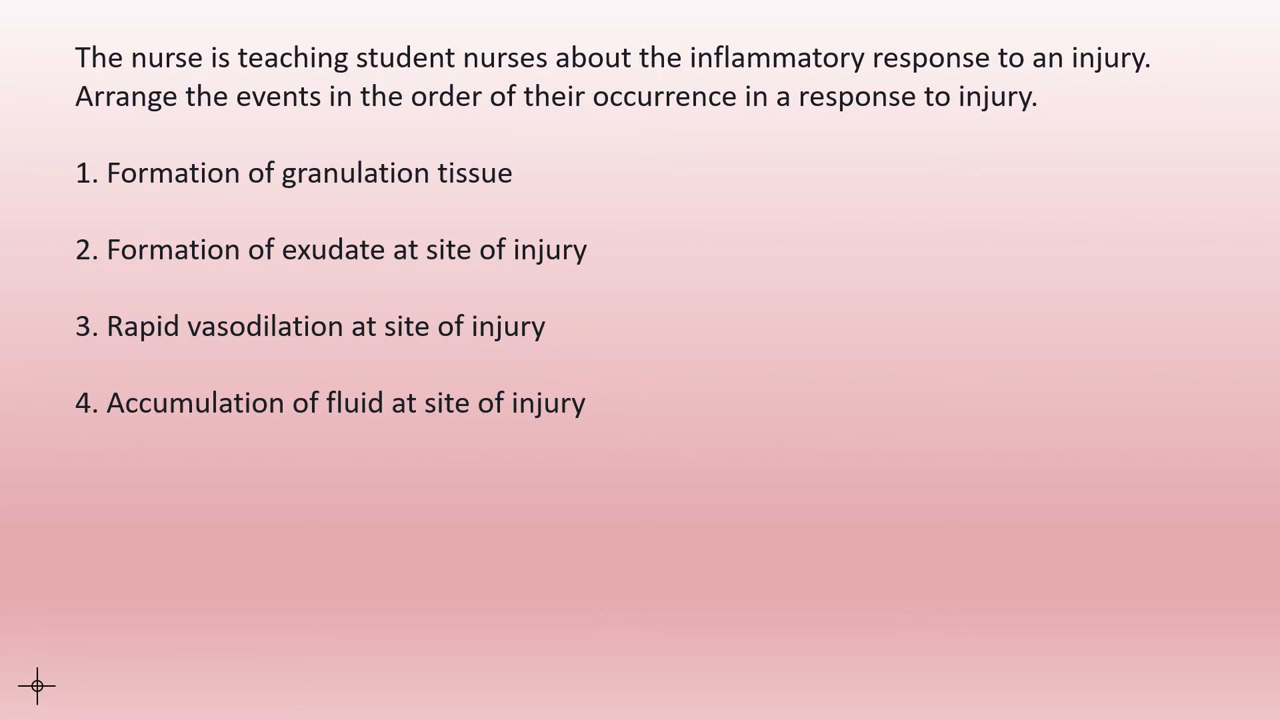 The nurse is teaching student nurses about the inflammatory response to an injury.
Arrange the events in the order of their occurrence in a response to injury.
1. Formation of granulation tissue
2. Formation of exudate at site of injury
3. Rapid vasodilation at site of injury
4. Accumulation of fluid at site of injury